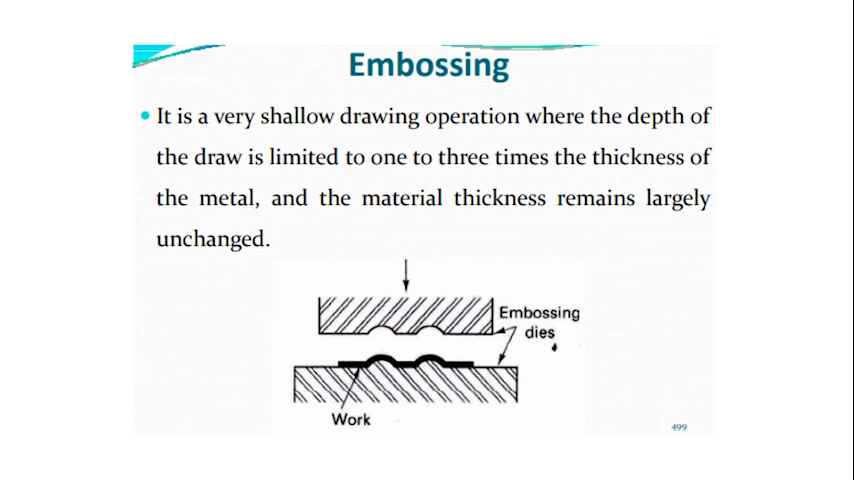 Embossing
• It is a very shallow drawing operation where the depth of
the draw is limited to one to three times the thickness of
the metal, and the material thickness remains largely
unchanged.
Embossing
dies
Work
499